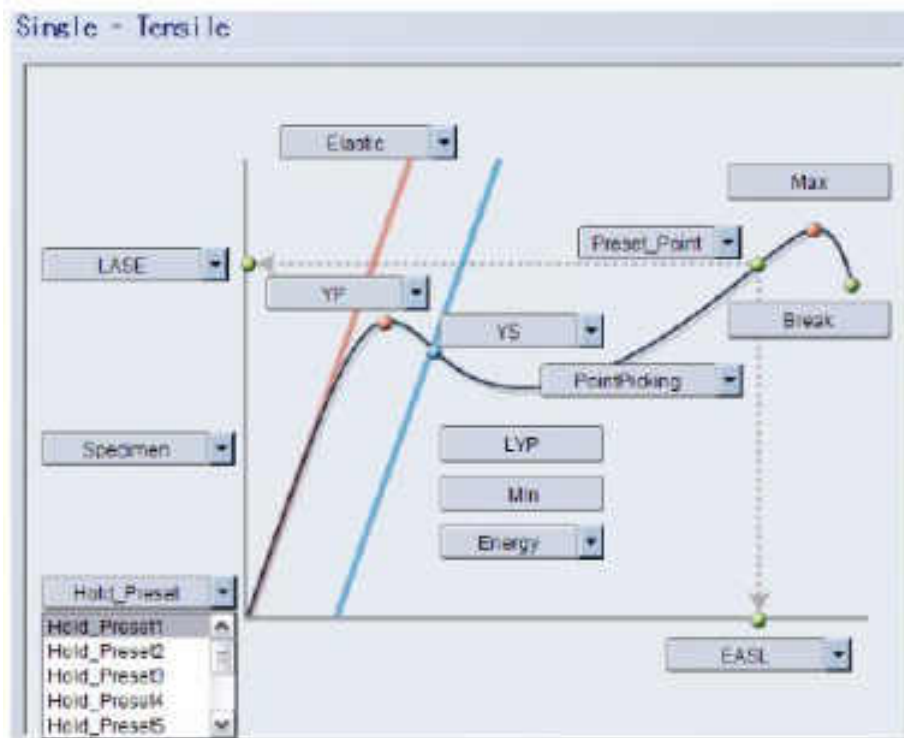 Single - Tensile
Elastic
Max
Preset_Point
LASE
YP
YS
Break
PointPicking
Specimen
LYP
Min
Energy
Hold_Preset
Hold_Preset1
Hold_Preset2
Hold_Preset3
Hold_Preset4
Hold_Preset5
EASL